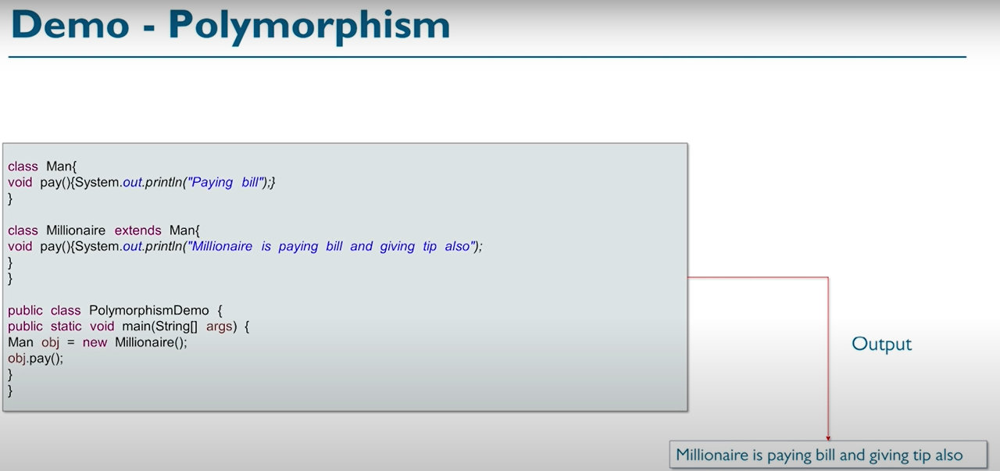 Demo - Polymorphism
class Man{
void pay(){System.out.println("Paying bill");}
}
class Millionaire extends Man{
void pay(){System.out.println("Millionaire is paying bill and giving tip also");
}
}
public class PolymorphismDemo {
public static void main(String[] args) {
Man obj = new Millionaire();
obj.pay();
}
}
Output
Millionaire is paying bill and giving tip also